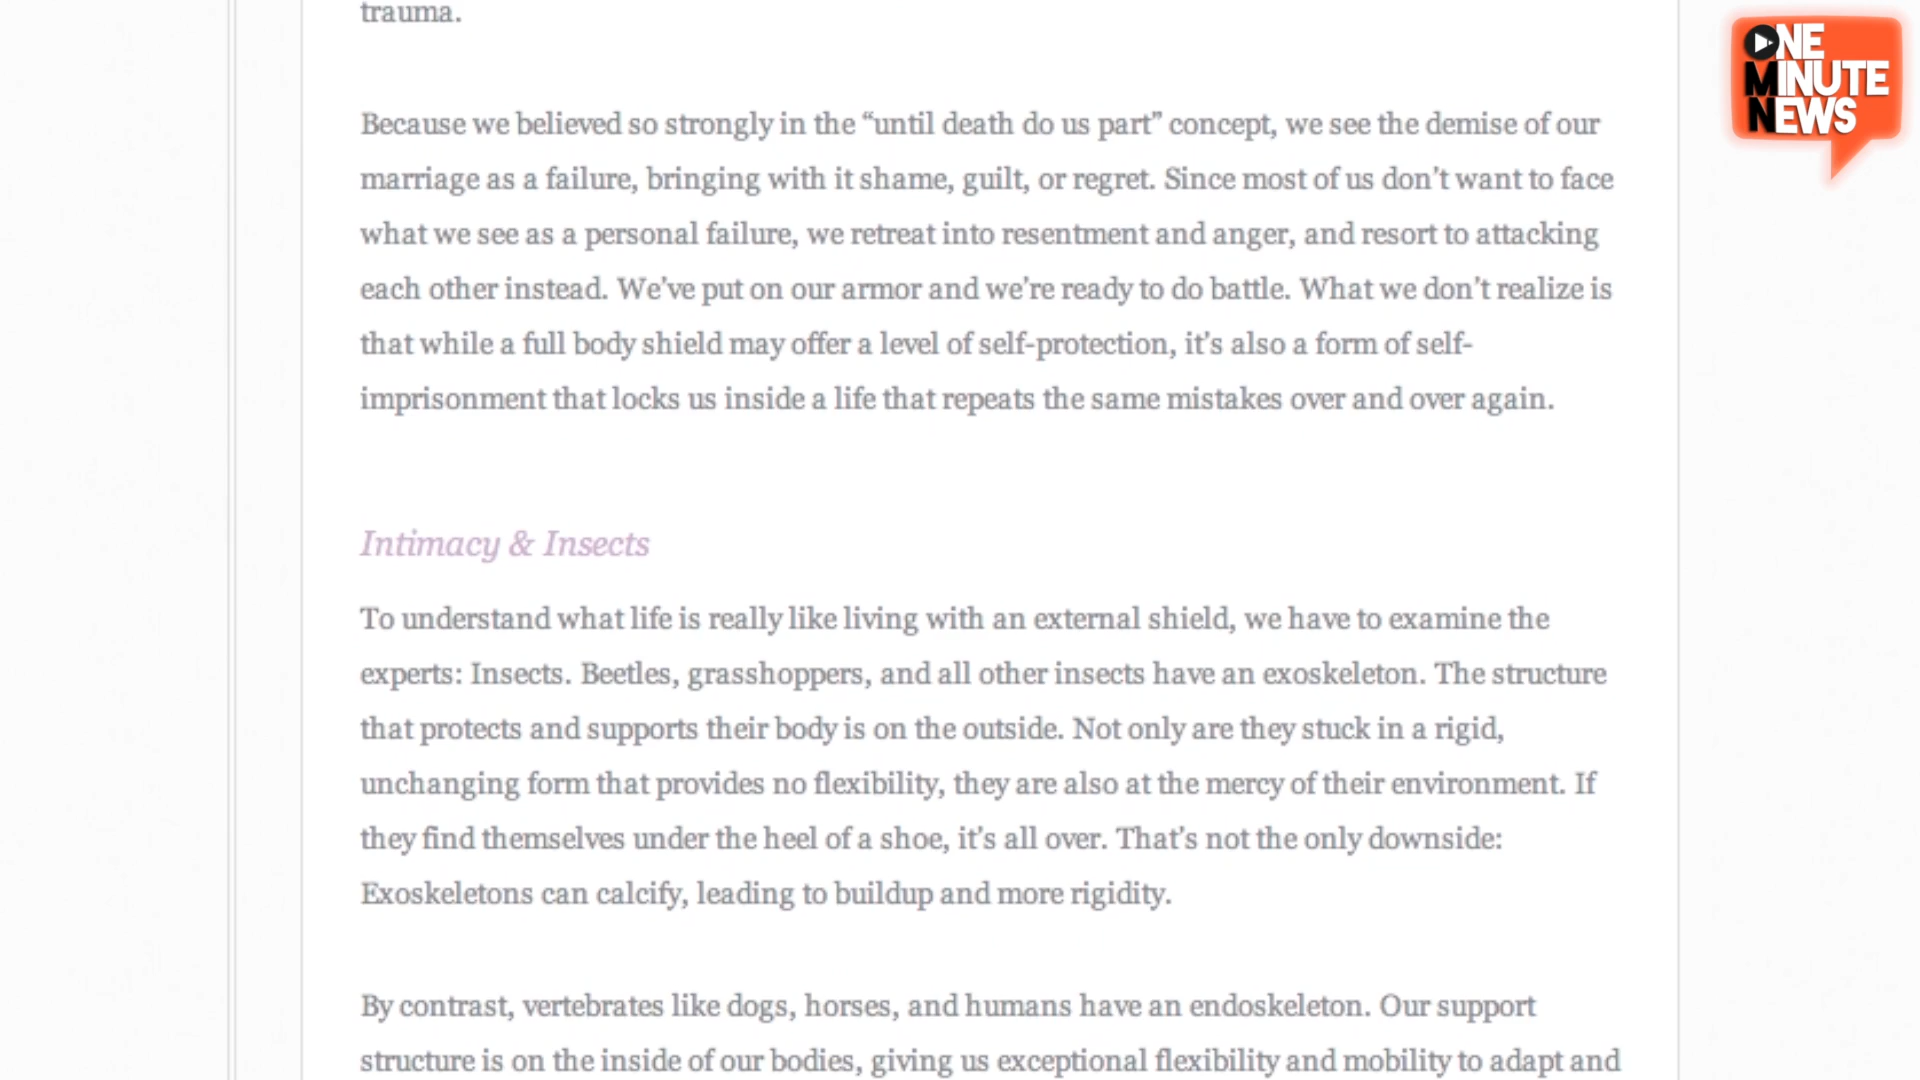 trauma.
Because we believed so strongly in the “until death do us part” concept, we see the demise of our
marriage as a failure, bringing with it shame, guilt, or regret. Since most of us don’t want to face
what we see as a personal failure, we retreat into resentment and anger, and resort to attacking
each other instead. We’ve put on our armor and we’re ready to do battle. What we don’t realize is
that while a full body shield may offer a level of self-protection, it’s also a form of self-
imprisonment that locks us inside a life that repeats the same mistakes over and over again.
Intimacy & Insects
To understand what life is really like living with an external shield, we have to examine the
experts: Insects. Beetles, grasshoppers, and all other insects have an exoskeleton. The structure
that protects and supports their body is on the outside. Not only are they stuck in a rigid,
unchanging form that provides no flexibility, they are also at the mercy of their environment. If
they find themselves under the heel of a shoe, it’s all over. That’s not the only downside:
Exoskeletons can calcify, leading to buildup and more rigidity.
By contrast, vertebrates like dogs, horses, and humans have an endoskeleton. Our support
structure is on the inside of our bodies, giving us exceptional flexibility and mobility to adapt and
ONE
MINUTE
NEWS